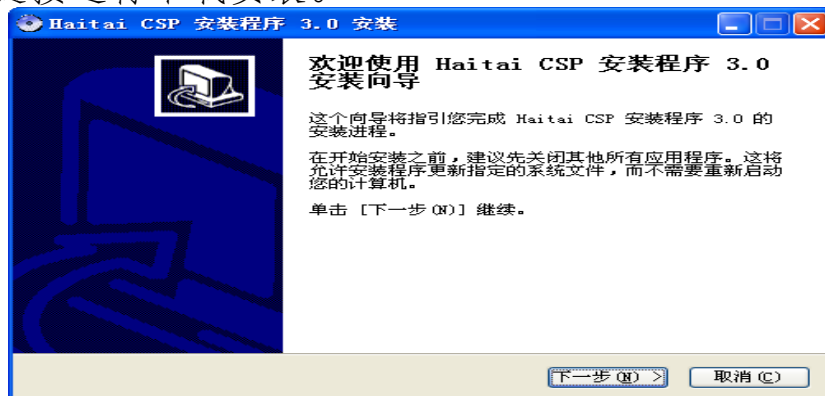 Haitai CSP 安装程序 3.0 安装
欢迎使用 Haitai CSP 安装程序 3.0
安装向导
这个向导将指引您完成 Haitai CSP 安装程序 3.0 的
安装进程。
在开始安装之前，建议先关闭其他所有应用程序。这将
允许安装程序更新指定的系统文件，而不需要重新启动
您的计算机。
单击 [下一步(N)] 继续。
下一步(N) >
取消(C)